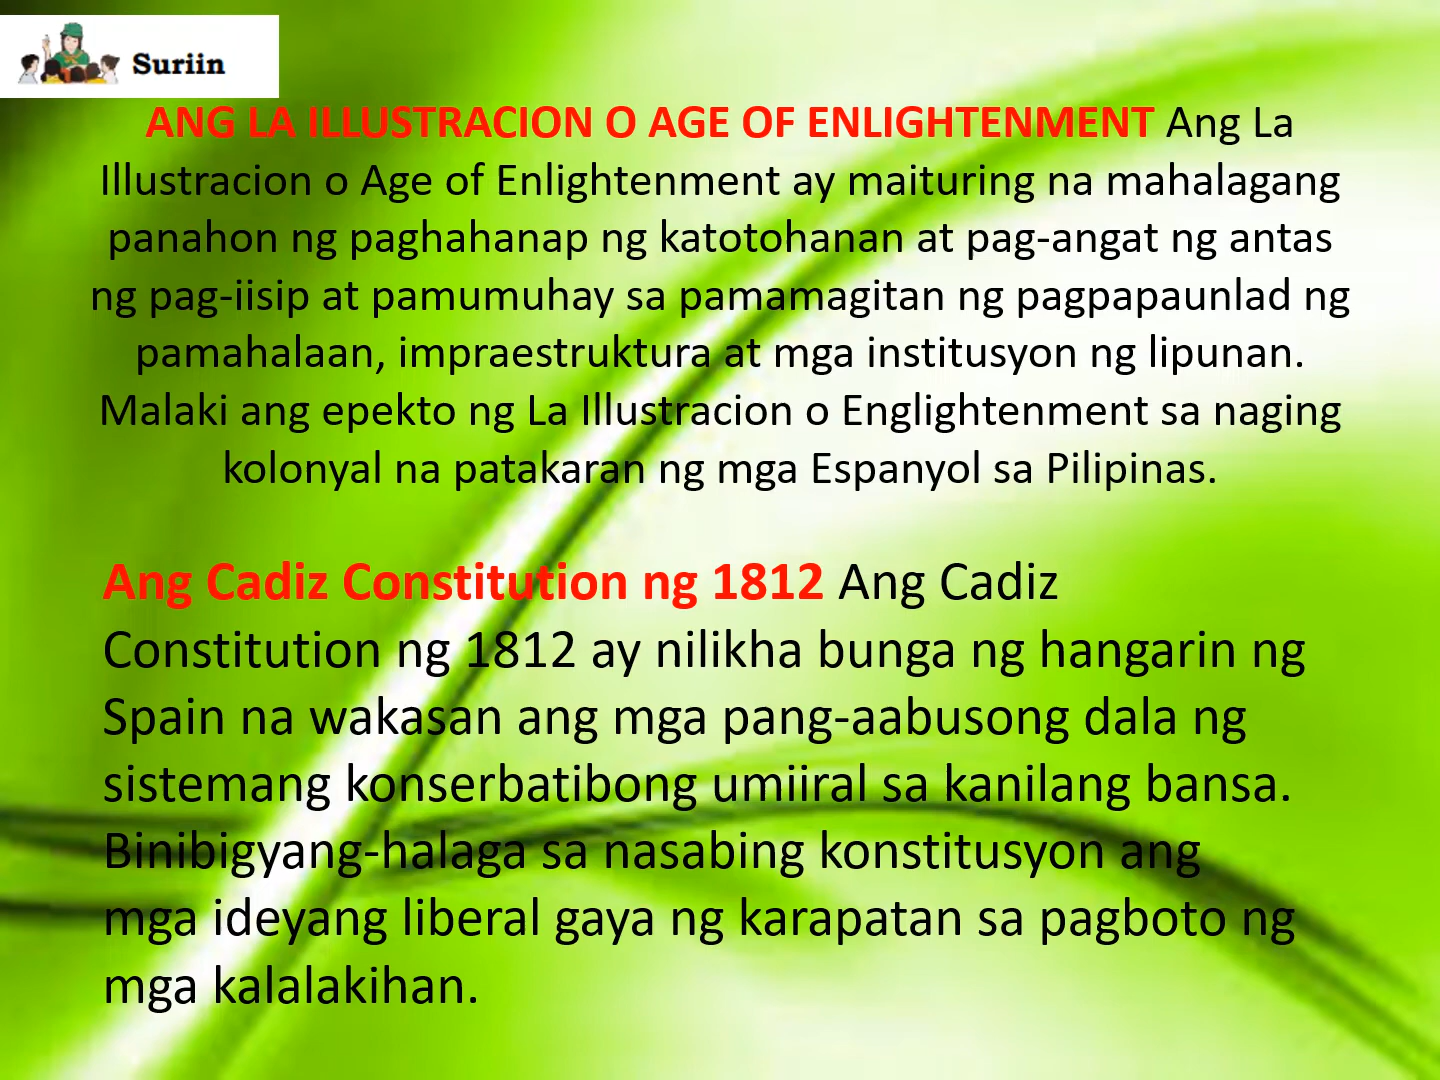 Suriin
ANG LA ILLUSTRACION O AGE OF ENLIGHTENMENT Ang La
Illustracion o Age of Enlightenment ay maituring na mahalagang
panahon ng paghahanap ng katotohanan at pag-angat ng antas
ng pag-iisip at pamumuhay sa pamamagitan ng pagpapaunlad ng
pamahalaan, impraestruktura at mga institusyon ng lipunan.
Malaki ang epekto ng La Illustracion o Englightenment sa naging
kolonyal na patakaran ng mga Espanyol sa Pilipinas.
Ang Cadiz Constitution ng 1812 Ang Cadiz
Constitution ng 1812 ay nilikha bunga ng hangarin ng
Spain na wakasan ang mga pang-aabusong dala ng
sistemang konserbatibong umiiral sa kanilang bansa.
Binibigyang-halaga sa nasabing konstitusyon ang
mga ideyang liberal gaya ng karapatan sa pagboto ng
mga kalalakihan.